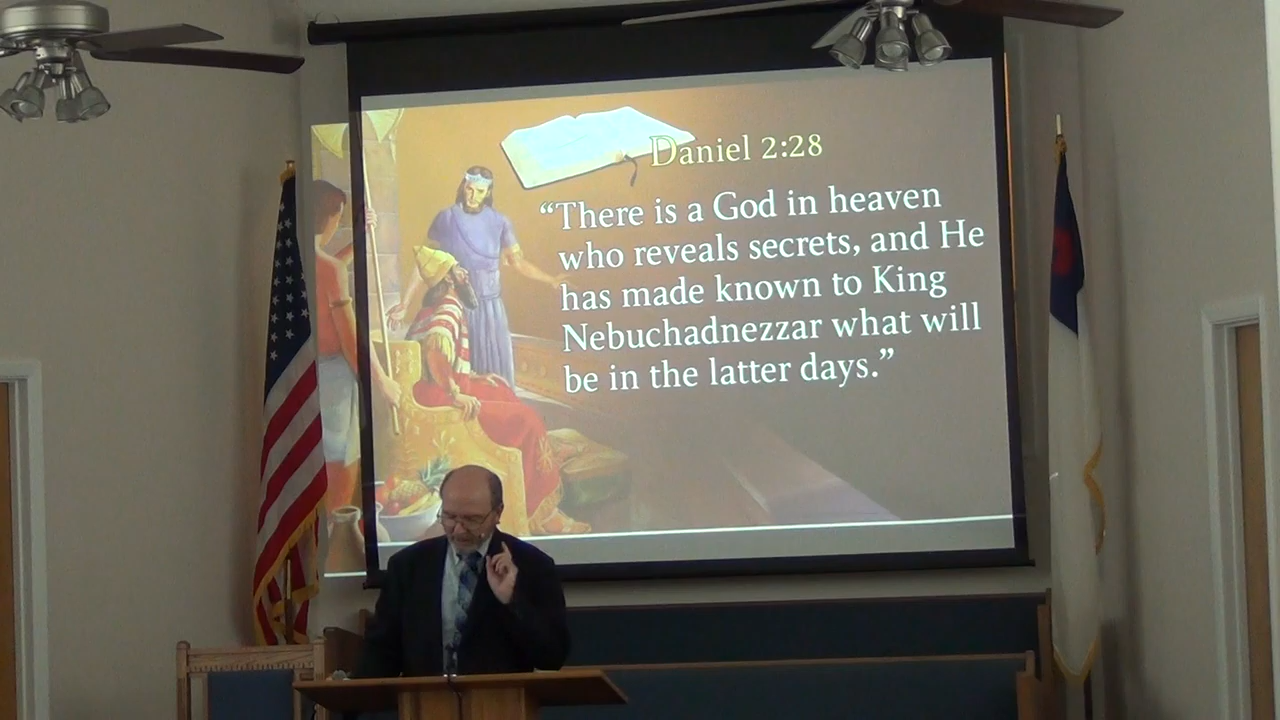 Daniel 2:28
“There is a God in heaven
who reveals secrets, and He
has made known to King
Nebuchadnezzar what will
be in the latter days.”